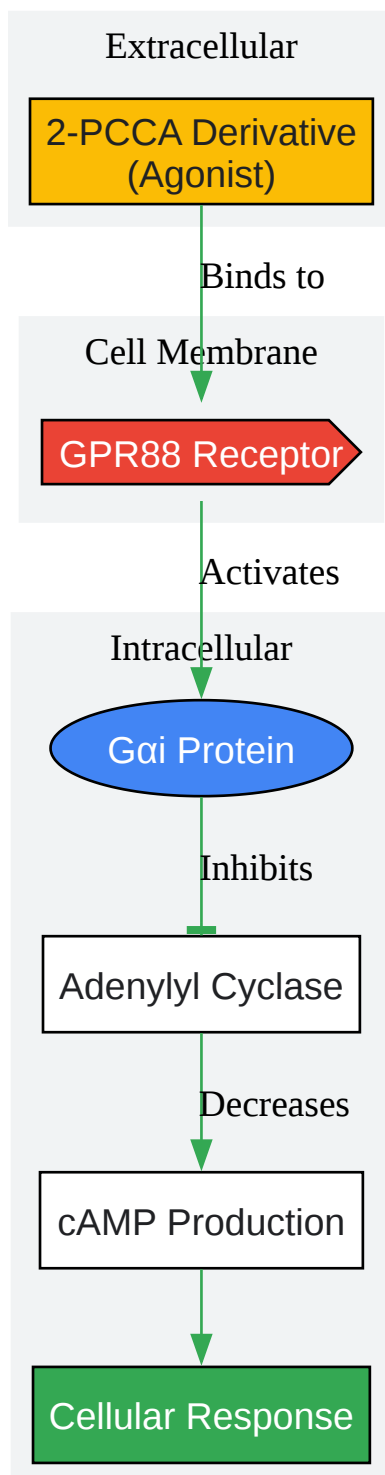 Extracellular
2-PCCA Derivative
(Agonist)
Binds to
Cell Membrane
GPR88 Receptor
Activates
Intracellular
Gαi Protein
Inhibits
Adenylyl Cyclase
Decreases
cAMP Production
Cellular Response